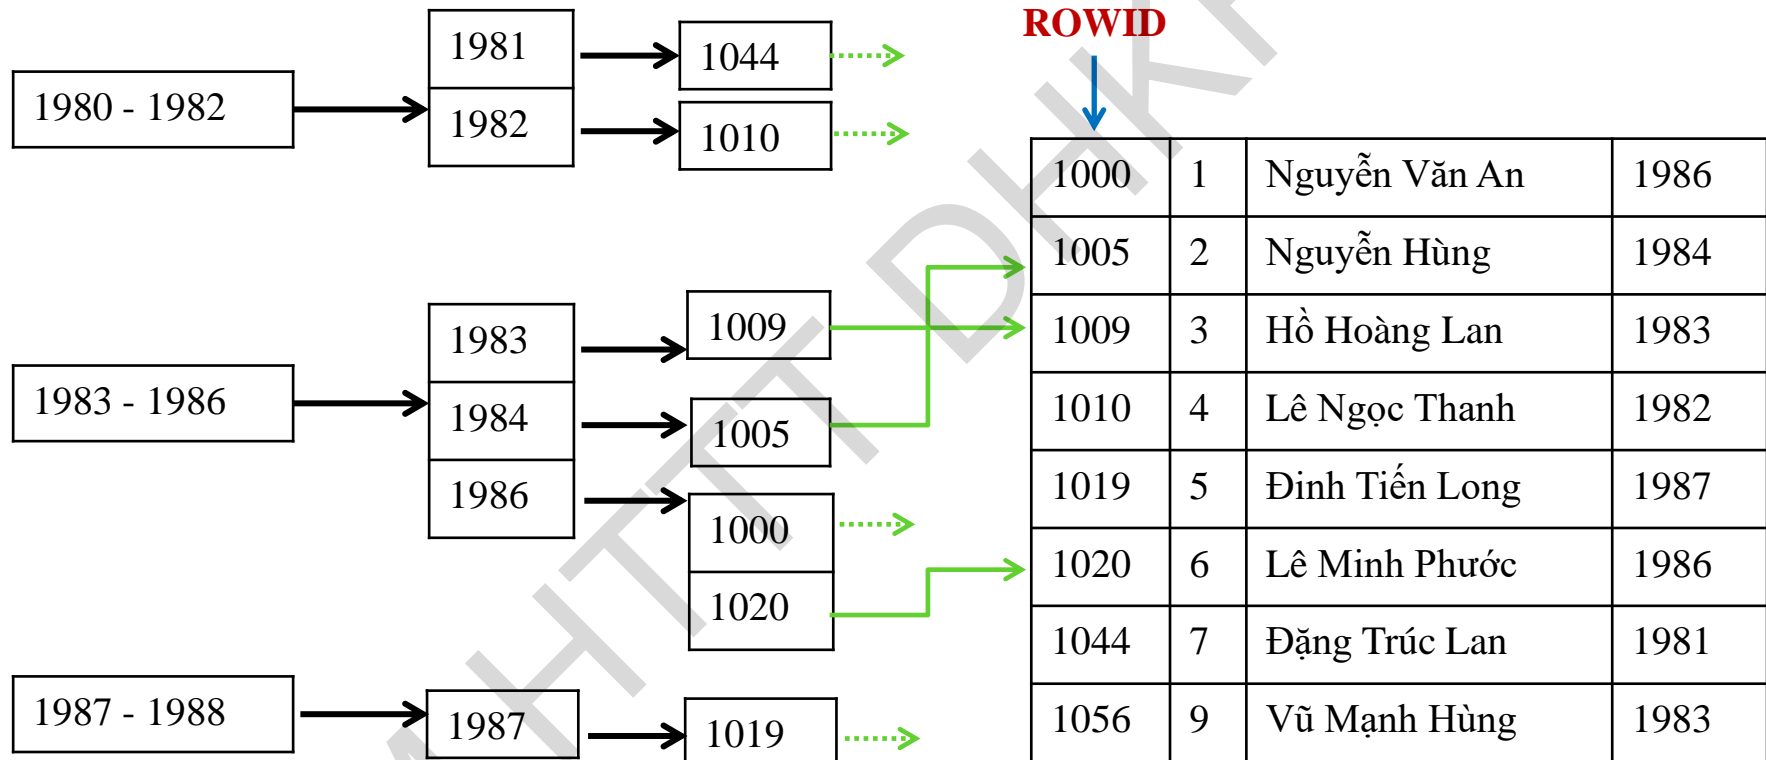 ROWID
1980 - 1982
1981
1982
1044
1010
1983 - 1986
1983
1984
1986
1009
1005
1000
1020
1987 - 1988
1987
1019
1000 1 Nguyễn Văn An 1986
1005 2 Nguyễn Hùng 1984
1009 3 Hồ Hoàng Lan 1983
1010 4 Lê Ngọc Thanh 1982
1019 5 Đinh Tiến Long 1987
1020 6 Lê Minh Phước 1986
1044 7 Đặng Trúc Lan 1981
1056 9 Vũ Mạnh Hùng 1983